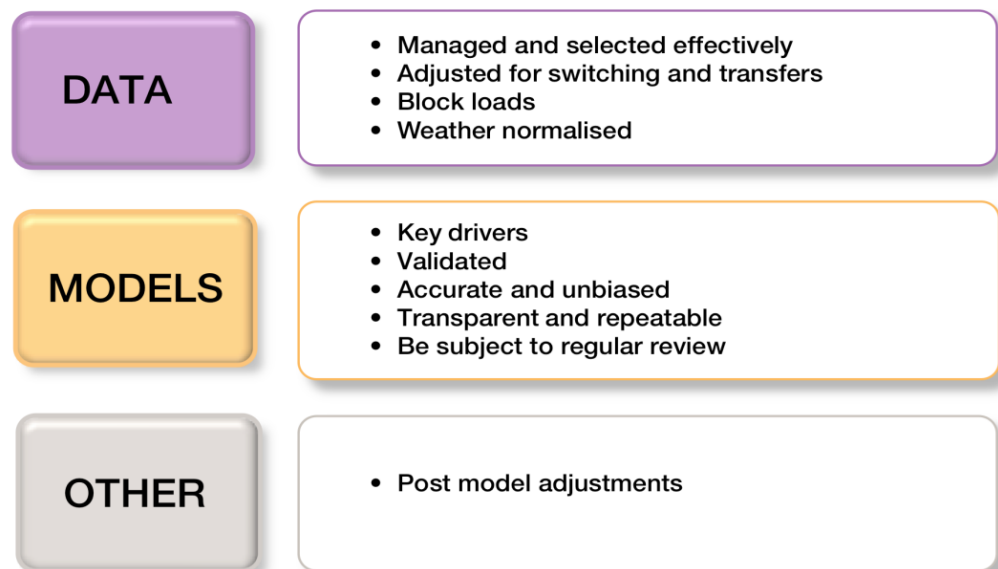 DATA
• Managed and selected effectively
• Adjusted for switching and transfers
• Block loads
• Weather normalised
MODELS
• Key drivers
• Validated
• Accurate and unbiased
• Transparent and repeatable
• Be subject to regular review
OTHER
• Post model adjustments